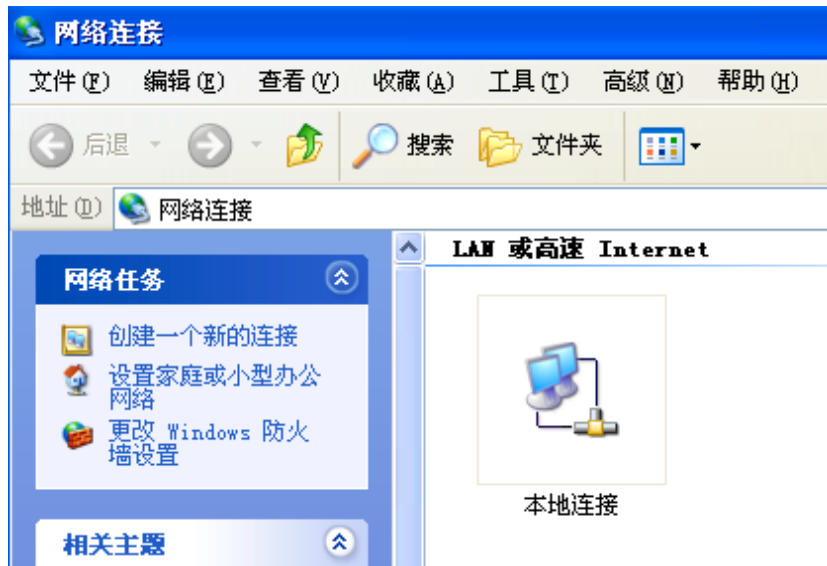 网络连接
文件(F) 编辑(E) 查看(V) 收藏(A) 工具(T) 高级(N) 帮助(H)
后退 搜索 文件夹
地址(D) 网络连接
网络任务
创建一个新的连接
设置家庭或小型办公
网络
更改 Windows 防火
墙设置
相关主题
LAN 或高速 Internet
本地连接